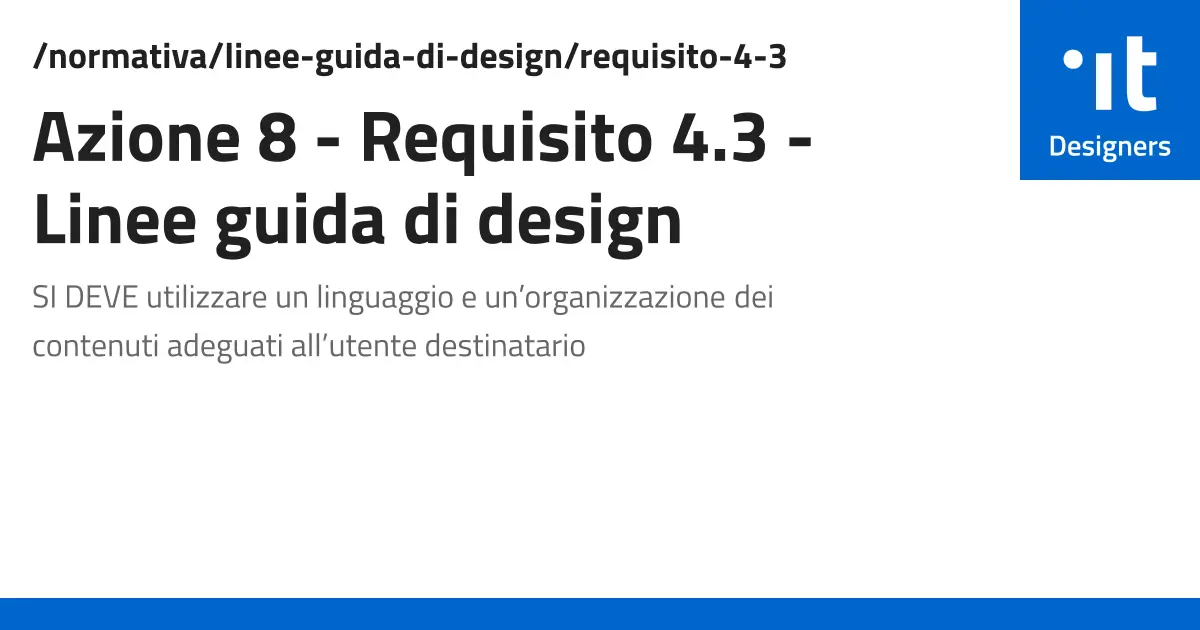 /normativa/linee-guida-di-design/requisito-4-3
Azione 8 - Requisito 4.3 -
Linee guida di design
SI DEVE utilizzare un linguaggio e un’organizzazione dei
contenuti adeguati all’utente destinatario
it
Designers